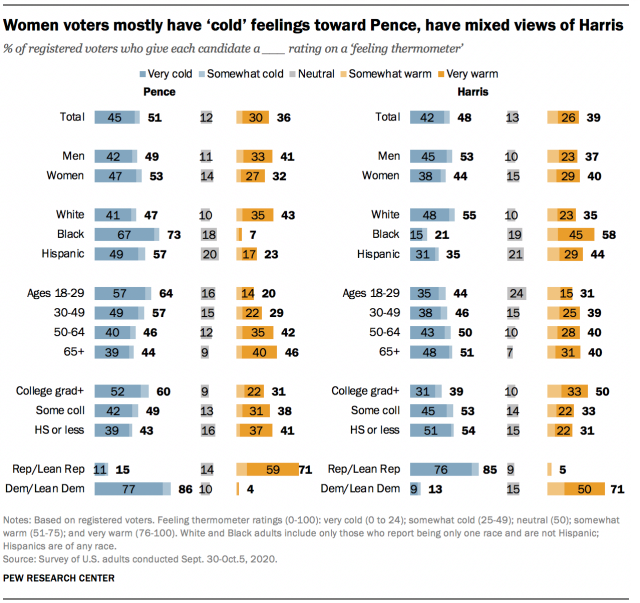 Women voters mostly have ‘cold’ feelings toward Pence, have mixed views of Harris
% of registered voters who give each candidate a ___ rating on a ‘feeling thermometer’
Very cold Somewhat cold Neutral Somewhat warm Very warm
Pence Harris
Total 45 51 12 30 36 Total 42 48 13 26 39
Men 42 49 11 33 41 Men 45 53 10 23 37
Women 47 53 14 27 32 Women 38 44 15 29 40
White 41 47 10 35 43 White 48 55 10 23 35
Black 67 73 18 7 Black 15 21 19 45 58
Hispanic 49 57 20 17 23 Hispanic 31 35 21 29 44
Ages 18-29 57 64 16 14 20 Ages 18-29 35 44 24 15 31
30-49 49 57 15 22 29 30-49 38 46 15 25 39
50-64 40 46 12 35 42 50-64 43 50 10 28 40
65+ 39 44 9 40 46 65+ 48 51 7 31 40
College grad+ 52 60 9 22 31 College grad+ 31 39 10 33 50
Some coll 42 49 13 31 38 Some coll 45 53 14 22 33
HS or less 39 43 16 37 41 HS or less 51 54 15 22 31
Rep/Lean Rep 11 15 14 59 71 Rep/Lean Rep 76 85 9 5
Dem/Lean Dem 77 86 10 4 Dem/Lean Dem 9 13 15 50 71
Notes: Based on registered voters. Feeling thermometer ratings (0-100): very cold (0 to 24); somewhat cold (25-49); neutral (50); somewhat
warm (51-75); and very warm (76-100). White and Black adults include only those who report being only one race and are not Hispanic;
Hispanics are of any race.
Source: Survey of U.S. adults conducted Sept. 30-Oct.5, 2020.
PEW RESEARCH CENTER